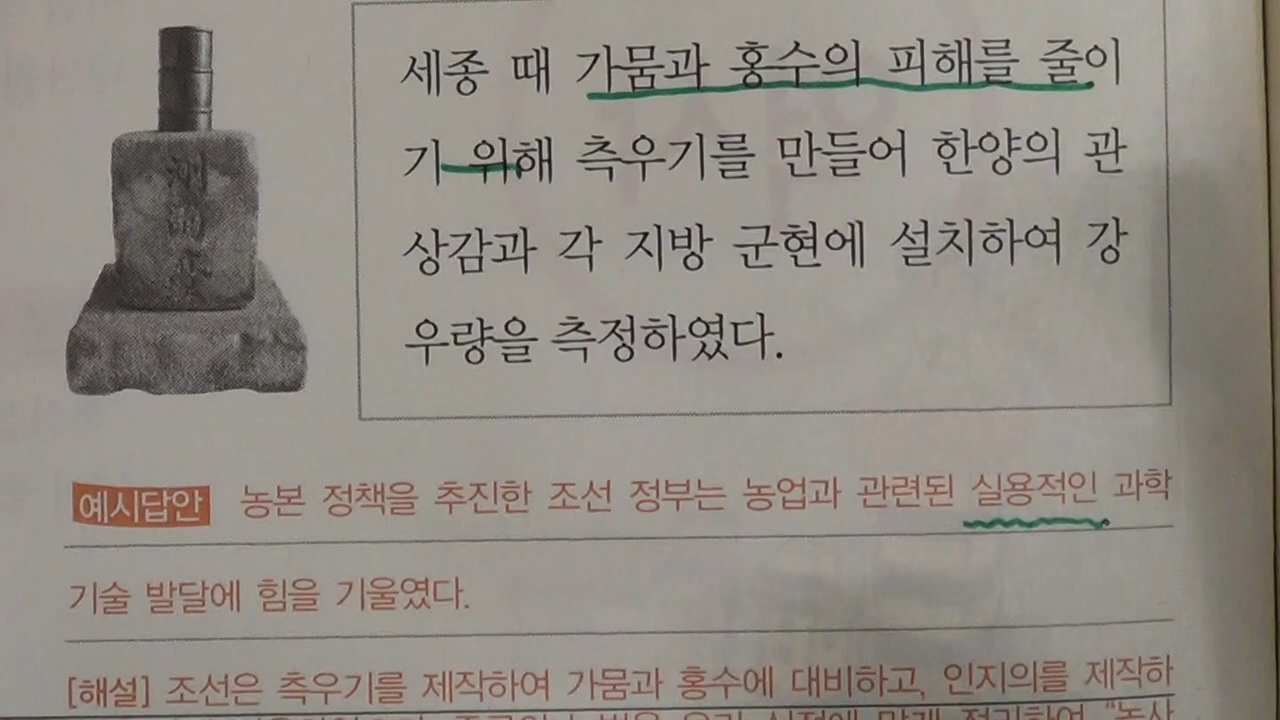 세종 때 가뭄과 홍수의 피해를 줄이
기 위해 측우기를 만들어 한양의 관
상감과 각 지방 군현에 설치하여 강
우량을 측정하였다.
예시답안 농본 정책을 추진한 조선 정부는 농업과 관련된 실용적인 과학
기술 발달에 힘을 기울였다.
[해설] 조선은 측우기를 제작하여 가뭄과 홍수에 대비하고, 인지의를 제작하